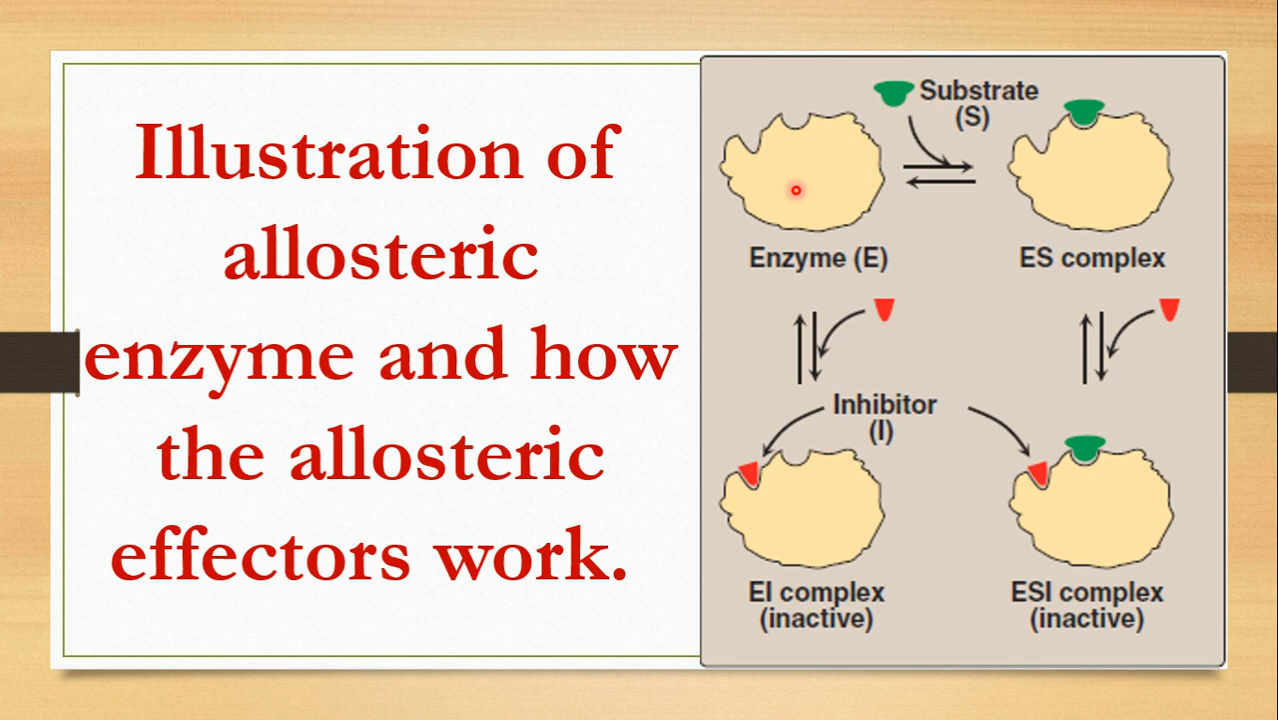 Illustration of
allosteric
enzyme and how
the allosteric
effectors work.
Substrate
(S)
Enzyme (E)
ES complex
Inhibitor
(I)
EI complex
(inactive)
ESI complex
(inactive)